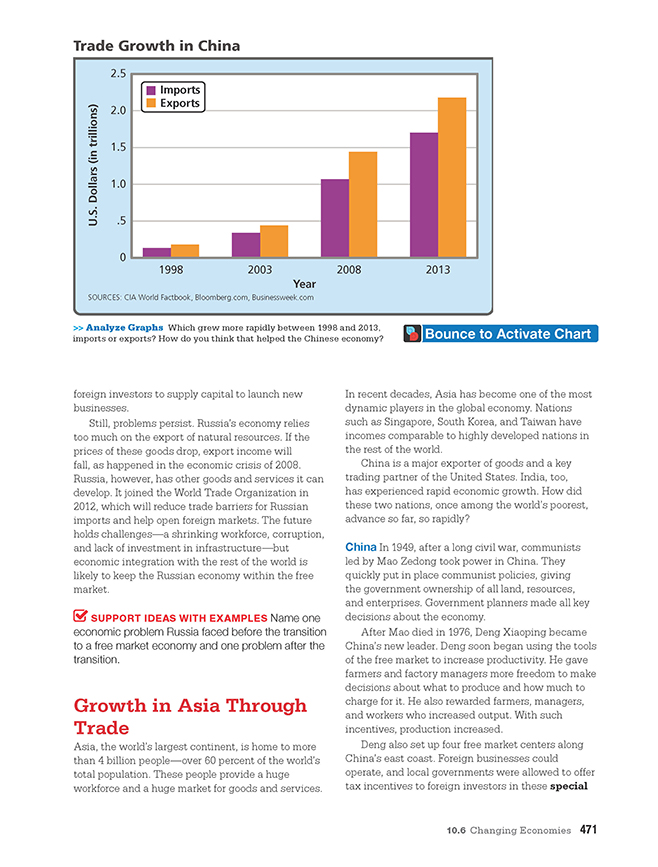 Trade Growth in China
2.5
2.0
1.5
1.0
.5
0
U.S. Dollars (in trillions)
Imports
Exports
1998 2003 2008 2013
Year
SOURCES: CIA World Factbook; Bloomberg.com, Businessweek.com
>> Analyze Graphs Which grew more rapidly between 1998 and 2013,
imports or exports? How do you think that helped the Chinese economy?
Bounce to Activate Chart
foreign investors to supply capital to launch new
businesses.
Still, problems persist. Russia's economy relies
too much on the export of natural resources. If the
prices of these goods drop, export income will
fall, as happened in the economic crisis of 2008.
Russia, however, has other goods and services it can
develop. It joined the World Trade Organization in
2012, which will reduce trade barriers for Russian
imports and help open foreign markets. The future
holds challenges—a shrinking workforce, corruption,
and lack of investment in infrastructure—but
economic integration with the rest of the world is
likely to keep the Russian economy within the free
market.
SUPPORT IDEAS WITH EXAMPLES Name one
economic problem Russia faced before the transition
to a free market economy and one problem after the
transition.
Growth in Asia Through
Trade
Asia, the world's largest continent, is home to more
than 4 billion people—over 60 percent of the world's
total population. These people provide a huge
workforce and a huge market for goods and services.
In recent decades, Asia has become one of the most
dynamic players in the global economy. Nations
such as Singapore, South Korea, and Taiwan have
incomes comparable to highly developed nations in
the rest of the world.
China is a major exporter of goods and a key
trading partner of the United States. India, too,
has experienced rapid economic growth. How did
these two nations, once among the world's poorest,
advance so far, so rapidly?
China In 1949, after a long civil war, communists
led by Mao Zedong took power in China. They
quickly put in place communist policies, giving
the government ownership of all land, resources,
and enterprises. Government planners made all key
decisions about the economy.
After Mao died in 1976, Deng Xiaoping became
China's new leader. Deng soon began using the tools
of the free market to increase productivity. He gave
farmers and factory managers more freedom to make
decisions about what to produce and how much to
charge for it. He also rewarded farmers, managers,
and workers who increased output. With such
incentives, production increased.
Deng also set up four free market centers along
China's east coast. Foreign businesses could
operate, and local governments were allowed to offer
tax incentives to foreign investors in these special
10.6 Changing Economies 471